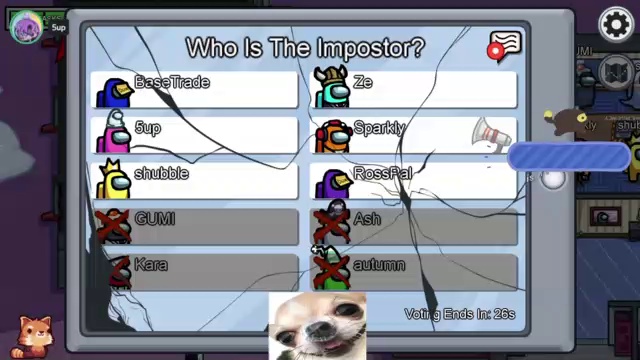 5up
Who Is The Impostor?
BaseTrade
Ze
5up
Sparkly
shubble
RossPal
GUMI
Ash
Kara
autumn
Voting Ends In: 26s